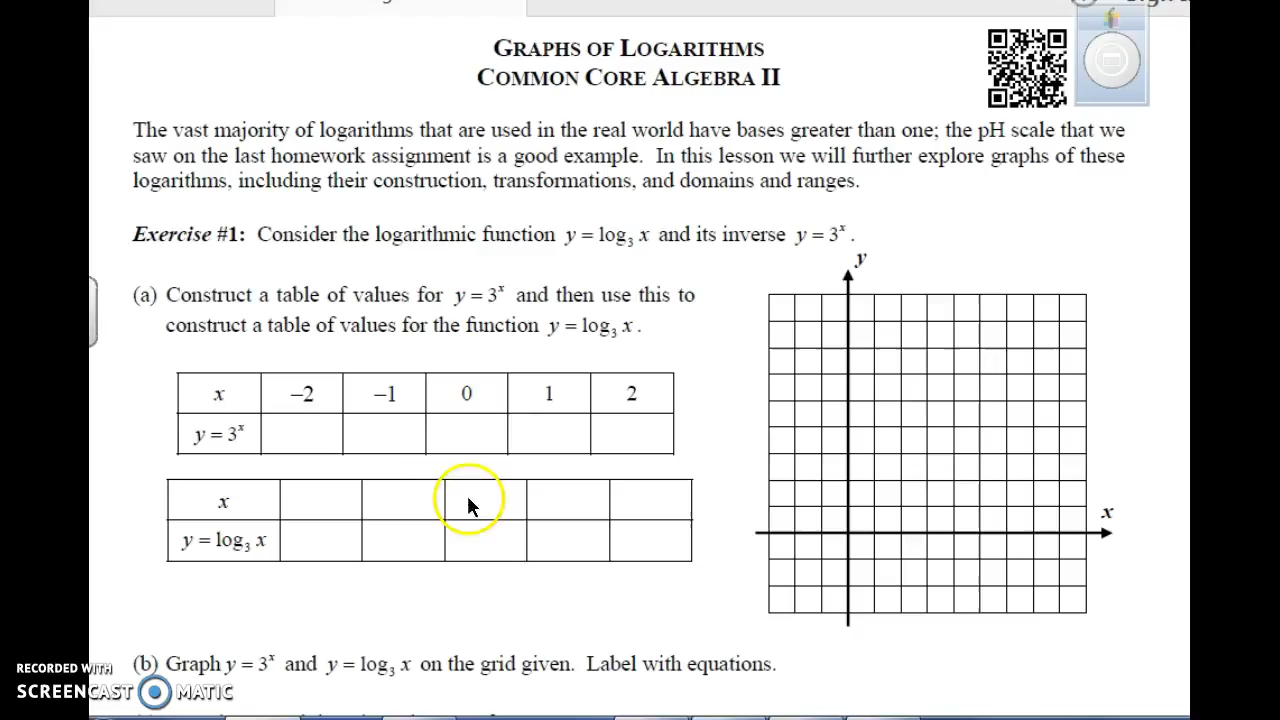 GRAPHS OF LOGARITHMS
COMMON CORE ALGEBRA II
The vast majority of logarithms that are used in the real world have bases greater than one; the pH scale that we
saw on the last homework assignment is a good example. In this lesson we will further explore graphs of these
logarithms, including their construction, transformations, and domains and ranges.
Exercise #1: Consider the logarithmic function y = log₃ x and its inverse y = 3ˣ.
(a) Construct a table of values for y = 3ˣ and then use this to
construct a table of values for the function y = log₃ x.
x −2 −1 0 1 2
y = 3ˣ
x
y = log₃ x
y
x
(b) Graph y = 3ˣ and y = log₃ x on the grid given. Label with equations.
RECORDED WITH
SCREENCAST MATIC